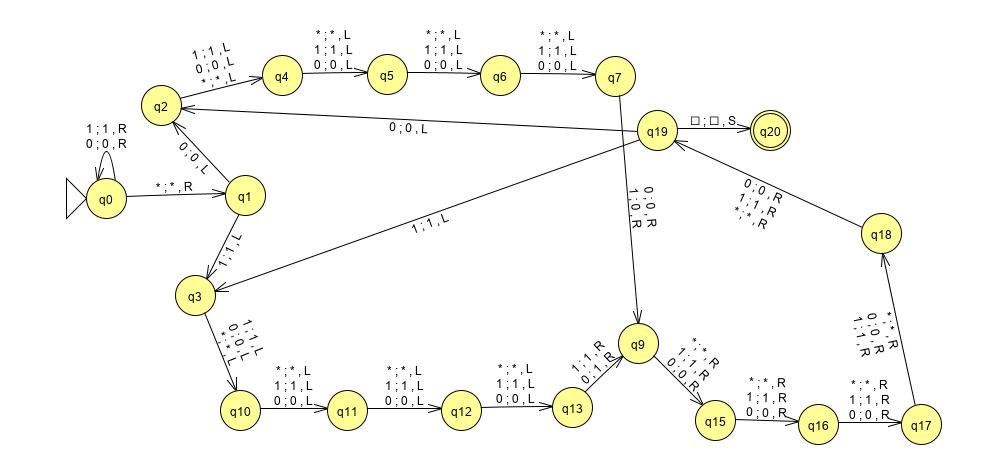 1 ; 1 , L
0 ; 0 , L
* ; * , L
* ; * , L
1 ; 1 , L
0 ; 0 , L
* ; * , L
1 ; 1 , L
0 ; 0 , L
* ; * , L
1 ; 1 , L
0 ; 0 , L
q2
q4
q5
q6
q7
1 ; 1 , R
0 ; 0 , R
0 ; 0 , L
q19
□ ; □ , S
q20
0 ; 0 , L
* ; * , R
q0
q1
0 ; 0 , R
1 ; 0 , R
0 ; 0 , R
1 ; 1 , R
* ; * , R
1 ; 1 , L
1 ; 1 , L
q18
q3
1 ; 1 , L
0 ; 0 , L
* ; * , L
q9
* ; * , R
0 ; 0 , R
1 ; 1 , R
1 ; 1 , R
0 ; 1 , R
* ; * , R
1 ; 1 , R
0 ; 0 , R
* ; * , L
1 ; 1 , L
0 ; 0 , L
* ; * , L
1 ; 1 , L
0 ; 0 , L
* ; * , L
1 ; 1 , L
0 ; 0 , L
* ; * , R
1 ; 1 , R
0 ; 0 , R
* ; * , R
1 ; 1 , R
0 ; 0 , R
q10
q11
q12
q13
q15
q16
q17